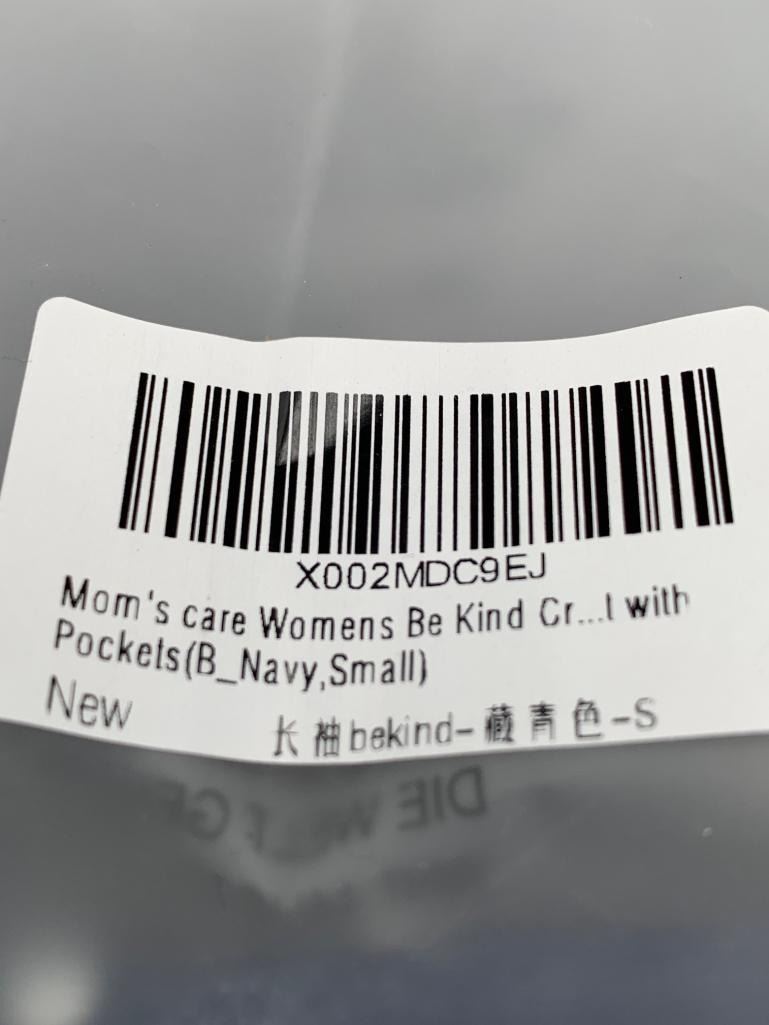 X002MDC9EJ
Mom's care Womens Be Kind Cr...l with
Pockets(B_Navy,Small)
New
长袖bekind-藏青色-S
DIE